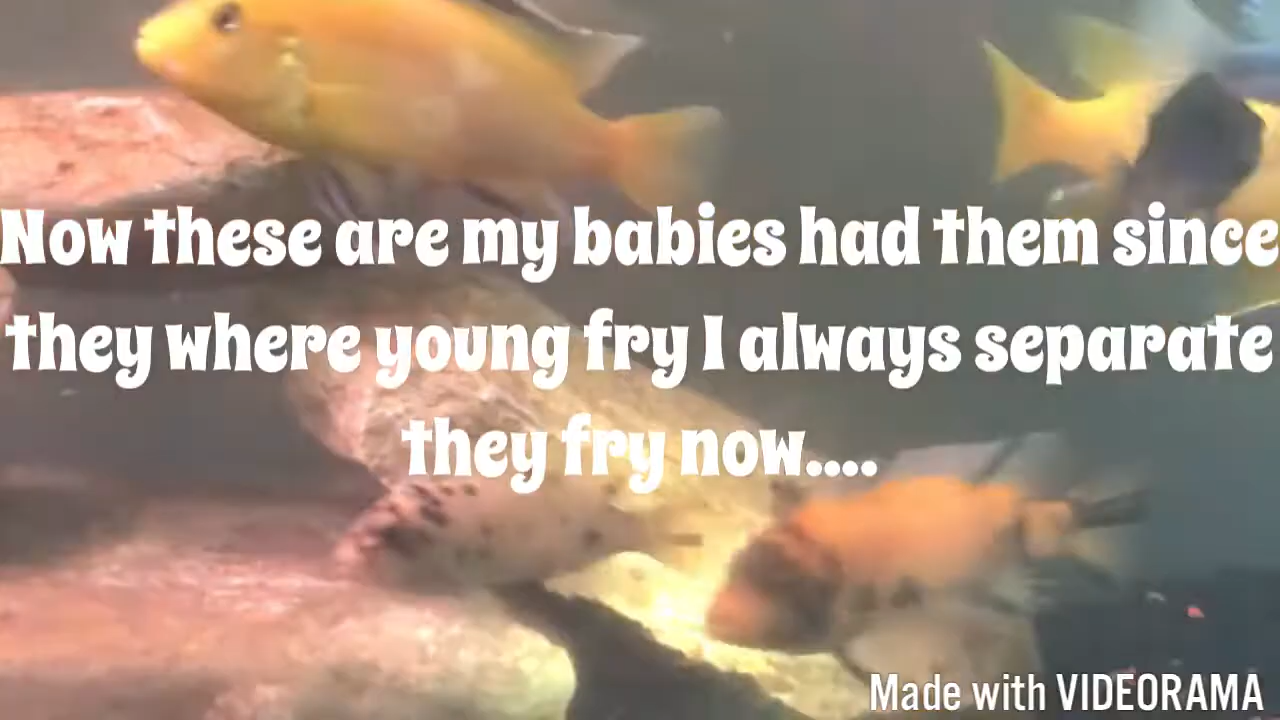 Now these are my babies had them since
they where young fry I always separate
they fry now....
Made with VIDEORAMA